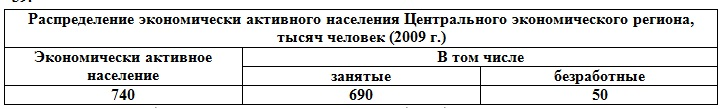 Распределение экономически активного населения Центрального экономического региона,
тысяч человек (2009 г.)
Экономически активное
население
В том числе
занятые
безработные
740
690
50